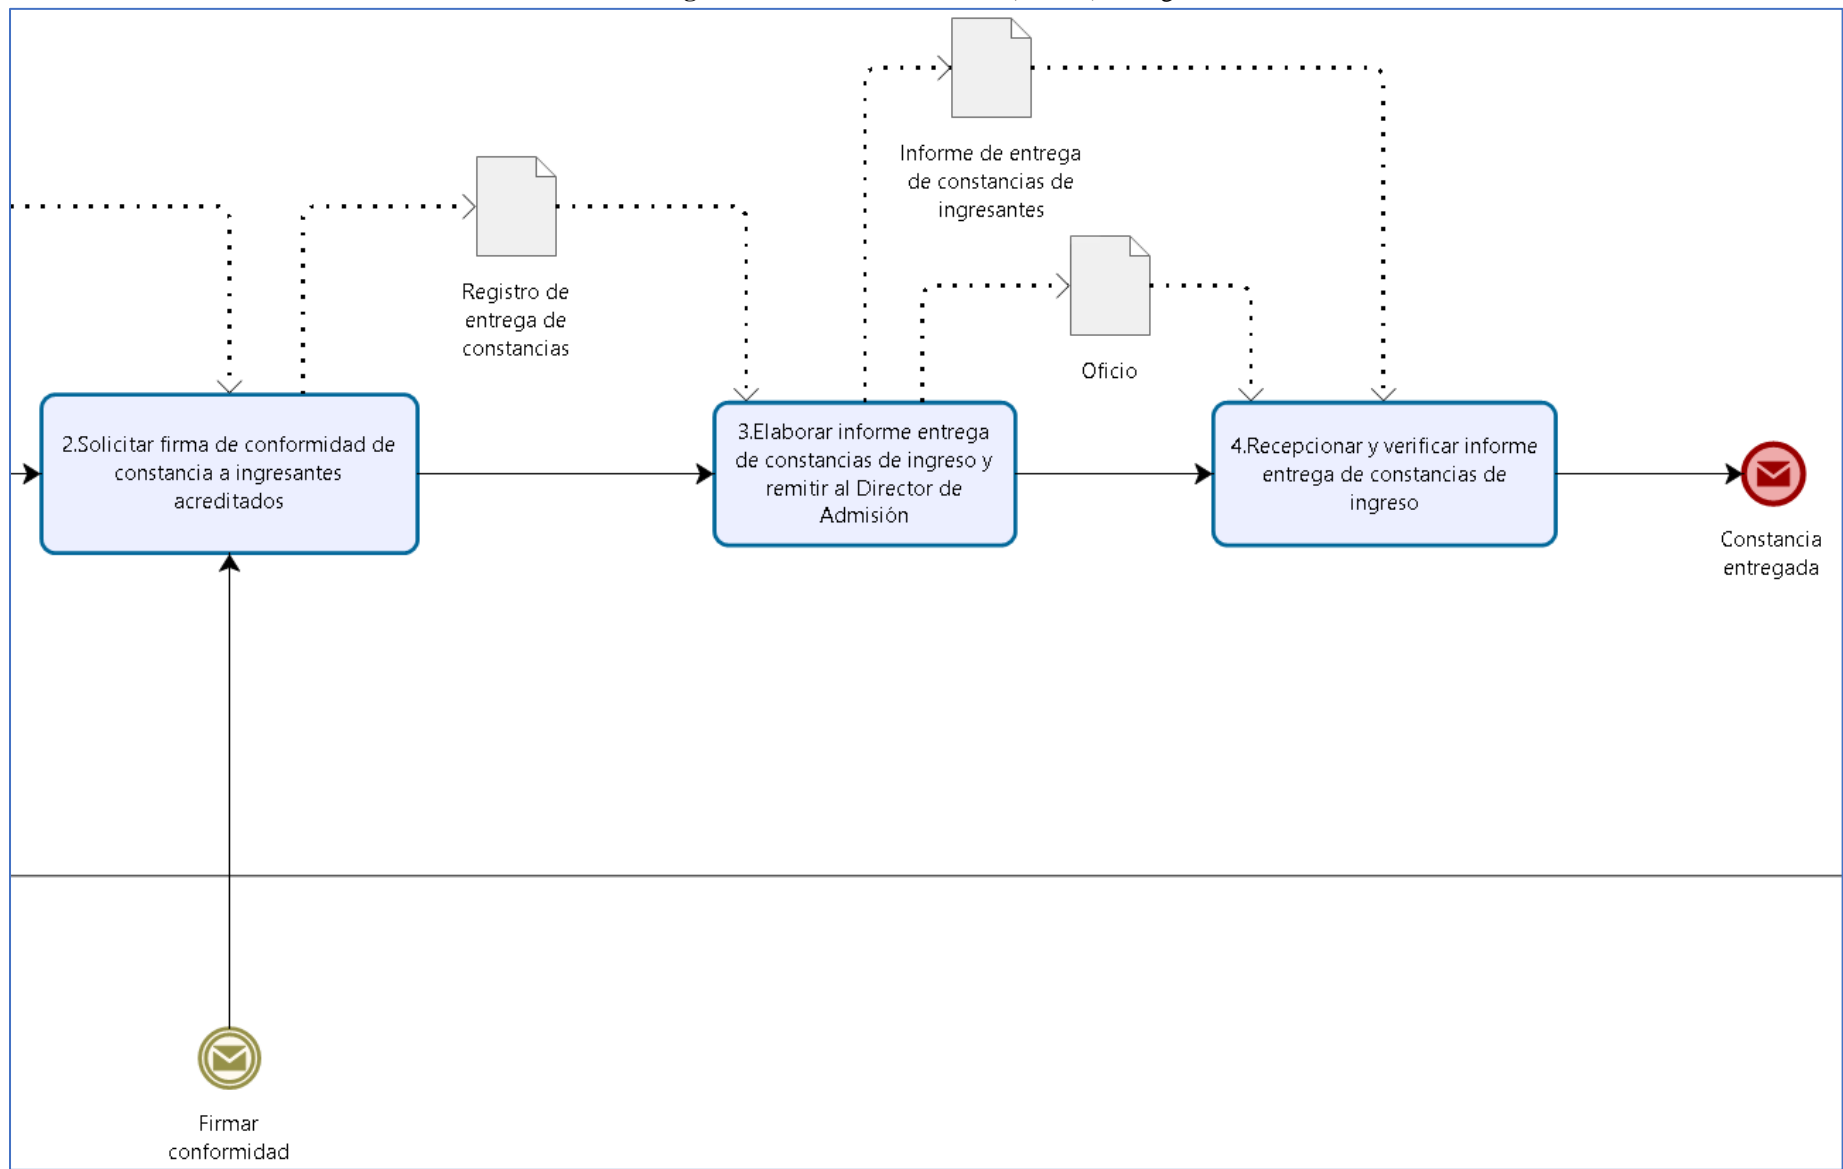 Informe de entrega
de constancias de
ingresantes
Registro de
entrega de
constancias
Oficio
2.Solicitar firma de conformidad de
constancia a ingresantes
acreditados
3.Elaborar informe entrega
de constancias de ingreso y
remitir al Director de
Admisión
4.Recepcionar y verificar informe
entrega de constancias de
ingreso
Constancia
entregada
Firmar
conformidad